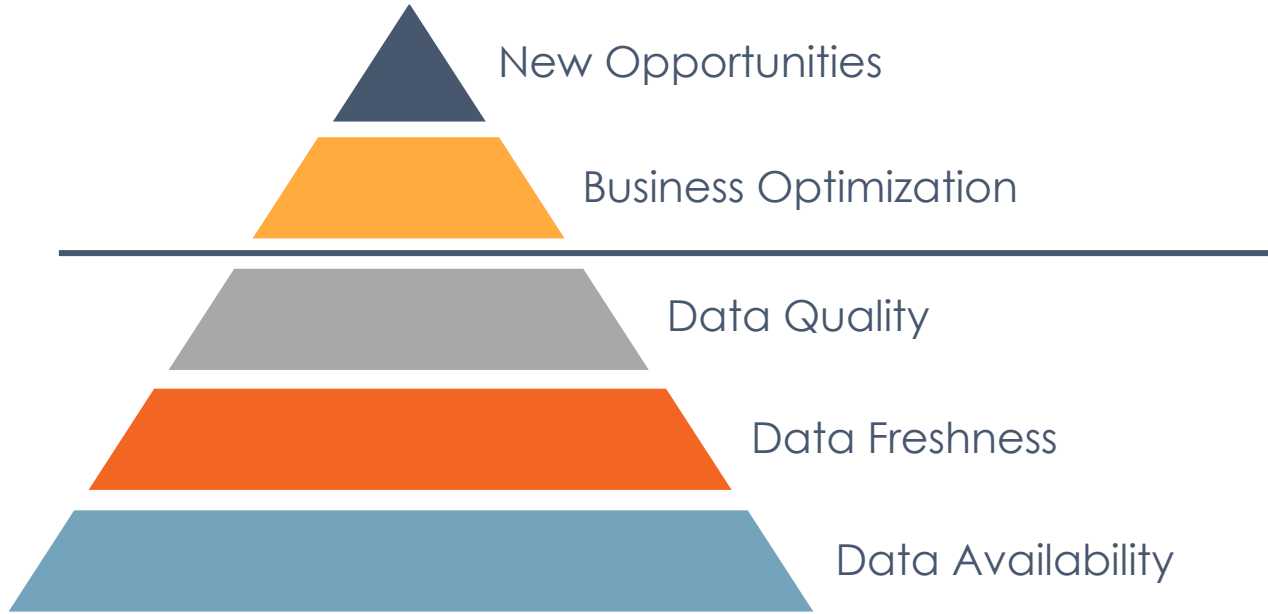 New Opportunities
Business Optimization
Data Quality
Data Freshness
Data Availability